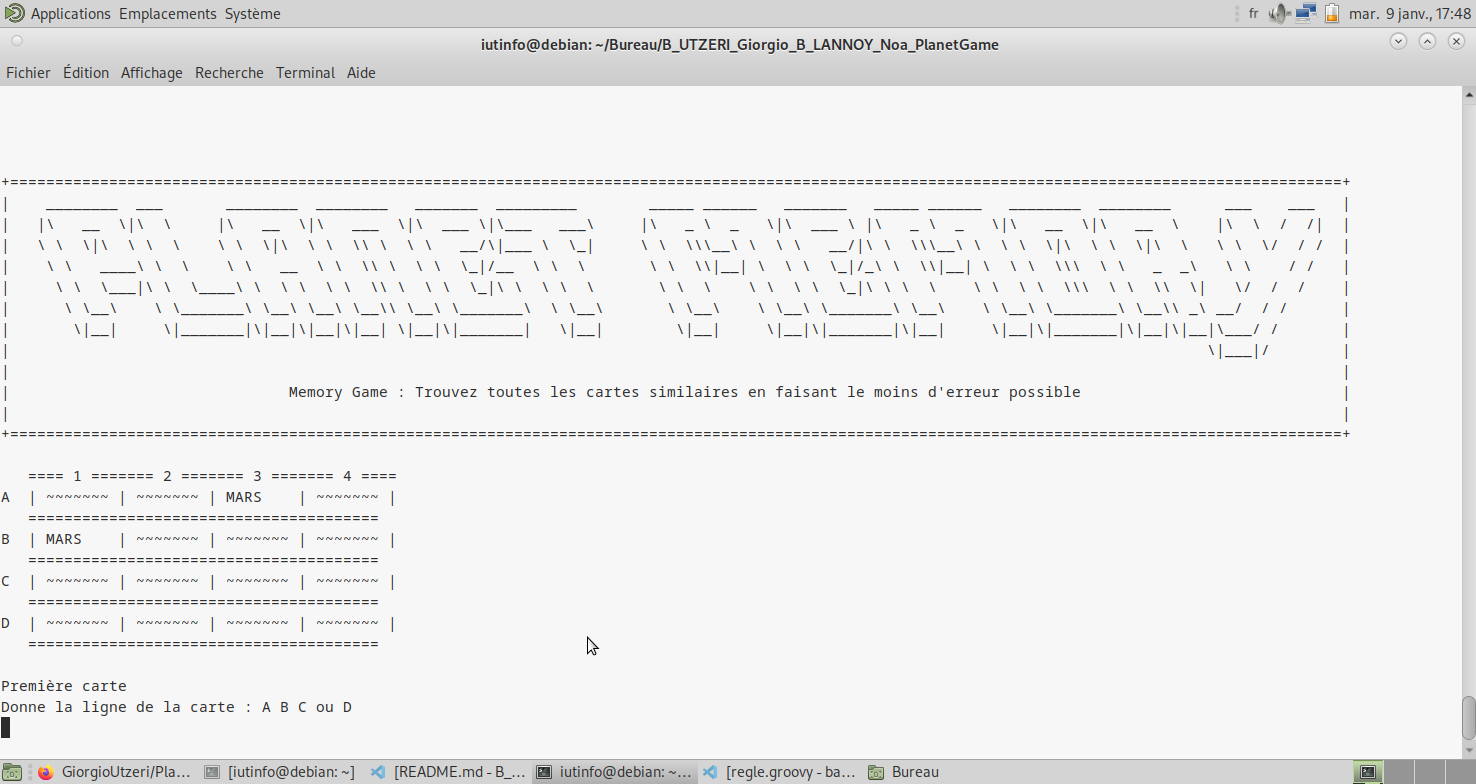 Applications Emplacements Système fr mar. 9 janv., 17:48
iutinfo@debian: ~/Bureau/B_UTZERI_Giorgio_B_LANNOY_Noa_PlanetGame
Fichier Édition Affichage Recherche Terminal Aide
PLANET MEMORY
Memory Game : Trouvez toutes les cartes similaires en faisant le moins d'erreur possible
==== 1 ======= 2 ======= 3 ======= 4 ====
A | ~~~~~~~ | ~~~~~~~ | MARS | ~~~~~~~ |
=======================================
B | MARS | ~~~~~~~ | ~~~~~~~ | ~~~~~~~ |
=======================================
C | ~~~~~~~ | ~~~~~~~ | ~~~~~~~ | ~~~~~~~ |
=======================================
D | ~~~~~~~ | ~~~~~~~ | ~~~~~~~ | ~~~~~~~ |
=======================================
Première carte
Donne la ligne de la carte : A B C ou D
GiorgioUtzeri/Pla... [iutinfo@debian: ~] [README.md - B_... iutinfo@debian: ~... [regle.groovy - ba... Bureau